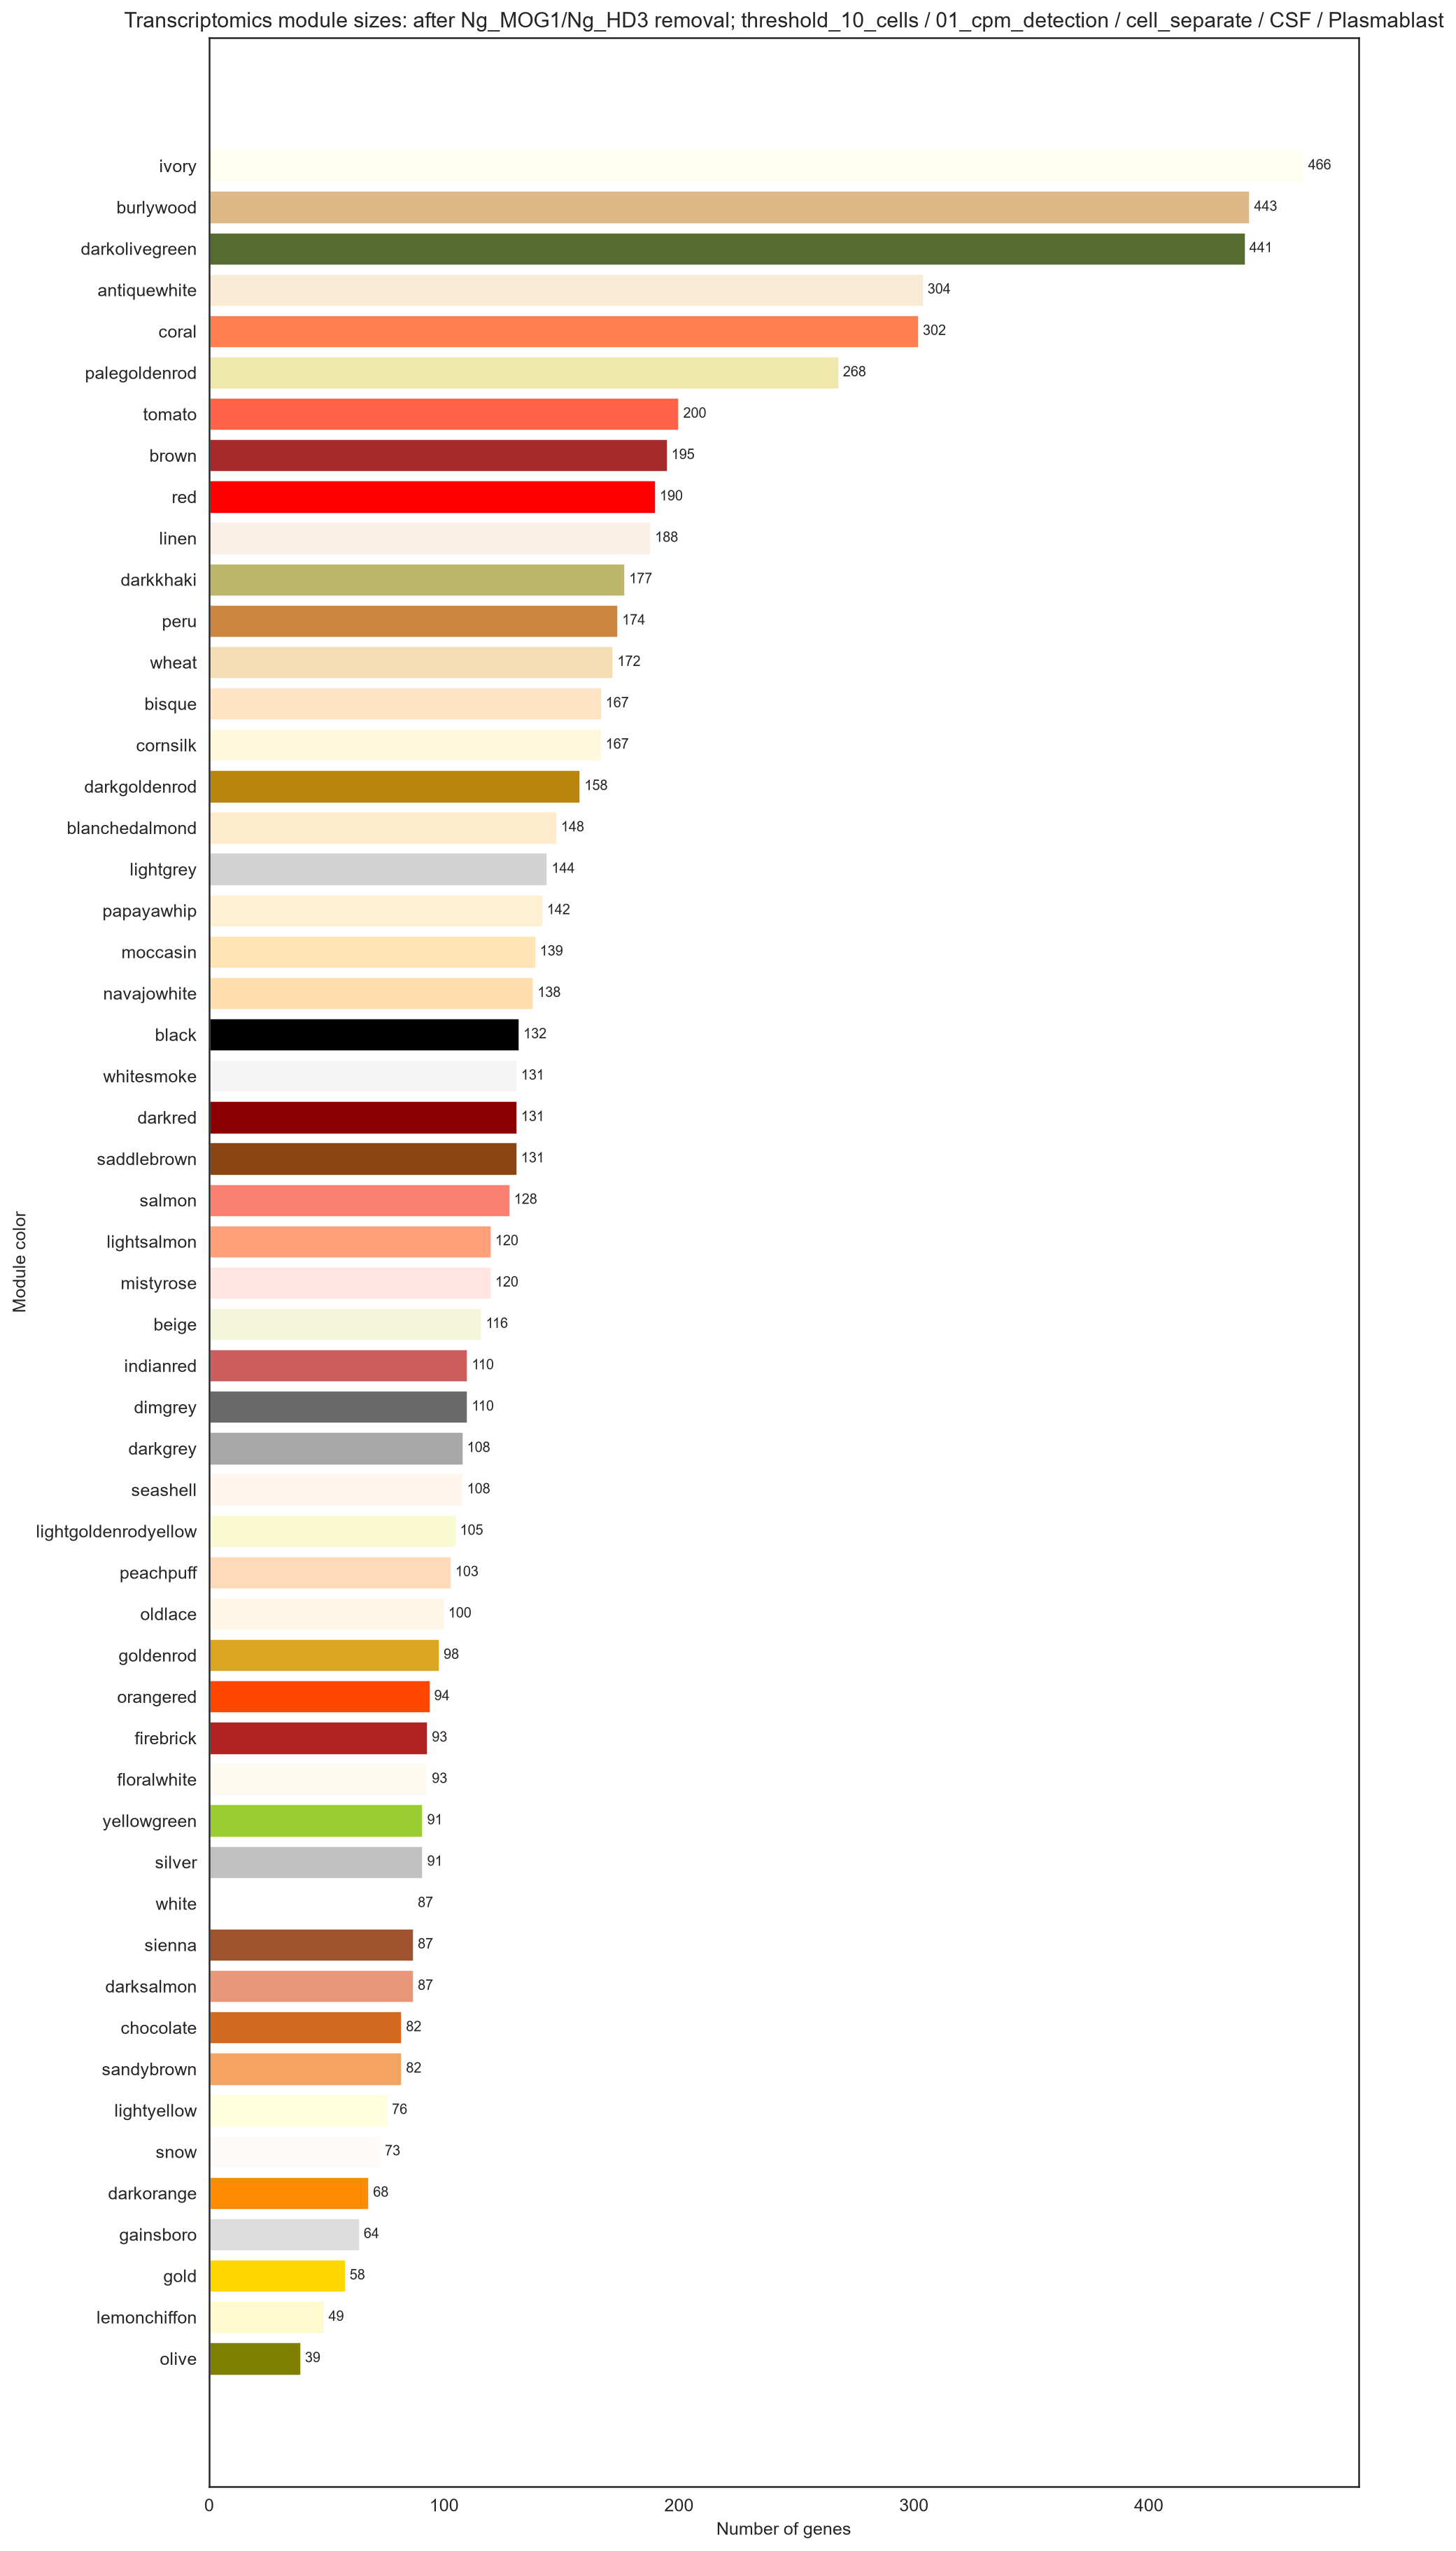 Transcriptomics module sizes: after Ng_MOG1/Ng_HD3 removal; threshold_10_cells / 01_cpm_detection / cell_separate / CSF / Plasmablast
ivory 466
burlywood 443
darkolivegreen 441
antiquewhite 304
coral 302
palegoldenrod 268
tomato 200
brown 195
red 190
linen 188
darkkhaki 177
peru 174
wheat 172
bisque 167
cornsilk 167
darkgoldenrod 158
blanchedalmond 148
lightgrey 144
papayawhip 142
moccasin 139
navajowhite 138
black 132
whitesmoke 131
darkred 131
saddlebrown 131
salmon 128
lightsalmon 120
mistyrose 120
beige 116
indianred 110
dimgrey 110
darkgrey 108
seashell 108
lightgoldenrodyellow 105
peachpuff 103
oldlace 100
goldenrod 98
orangered 94
firebrick 93
floralwhite 93
yellowgreen 91
silver 91
white 87
sienna 87
darksalmon 87
chocolate 82
sandybrown 82
lightyellow 76
snow 73
darkorange 68
gainsboro 64
gold 58
lemonchiffon 49
olive 39
Module color
0 100 200 300 400
Number of genes